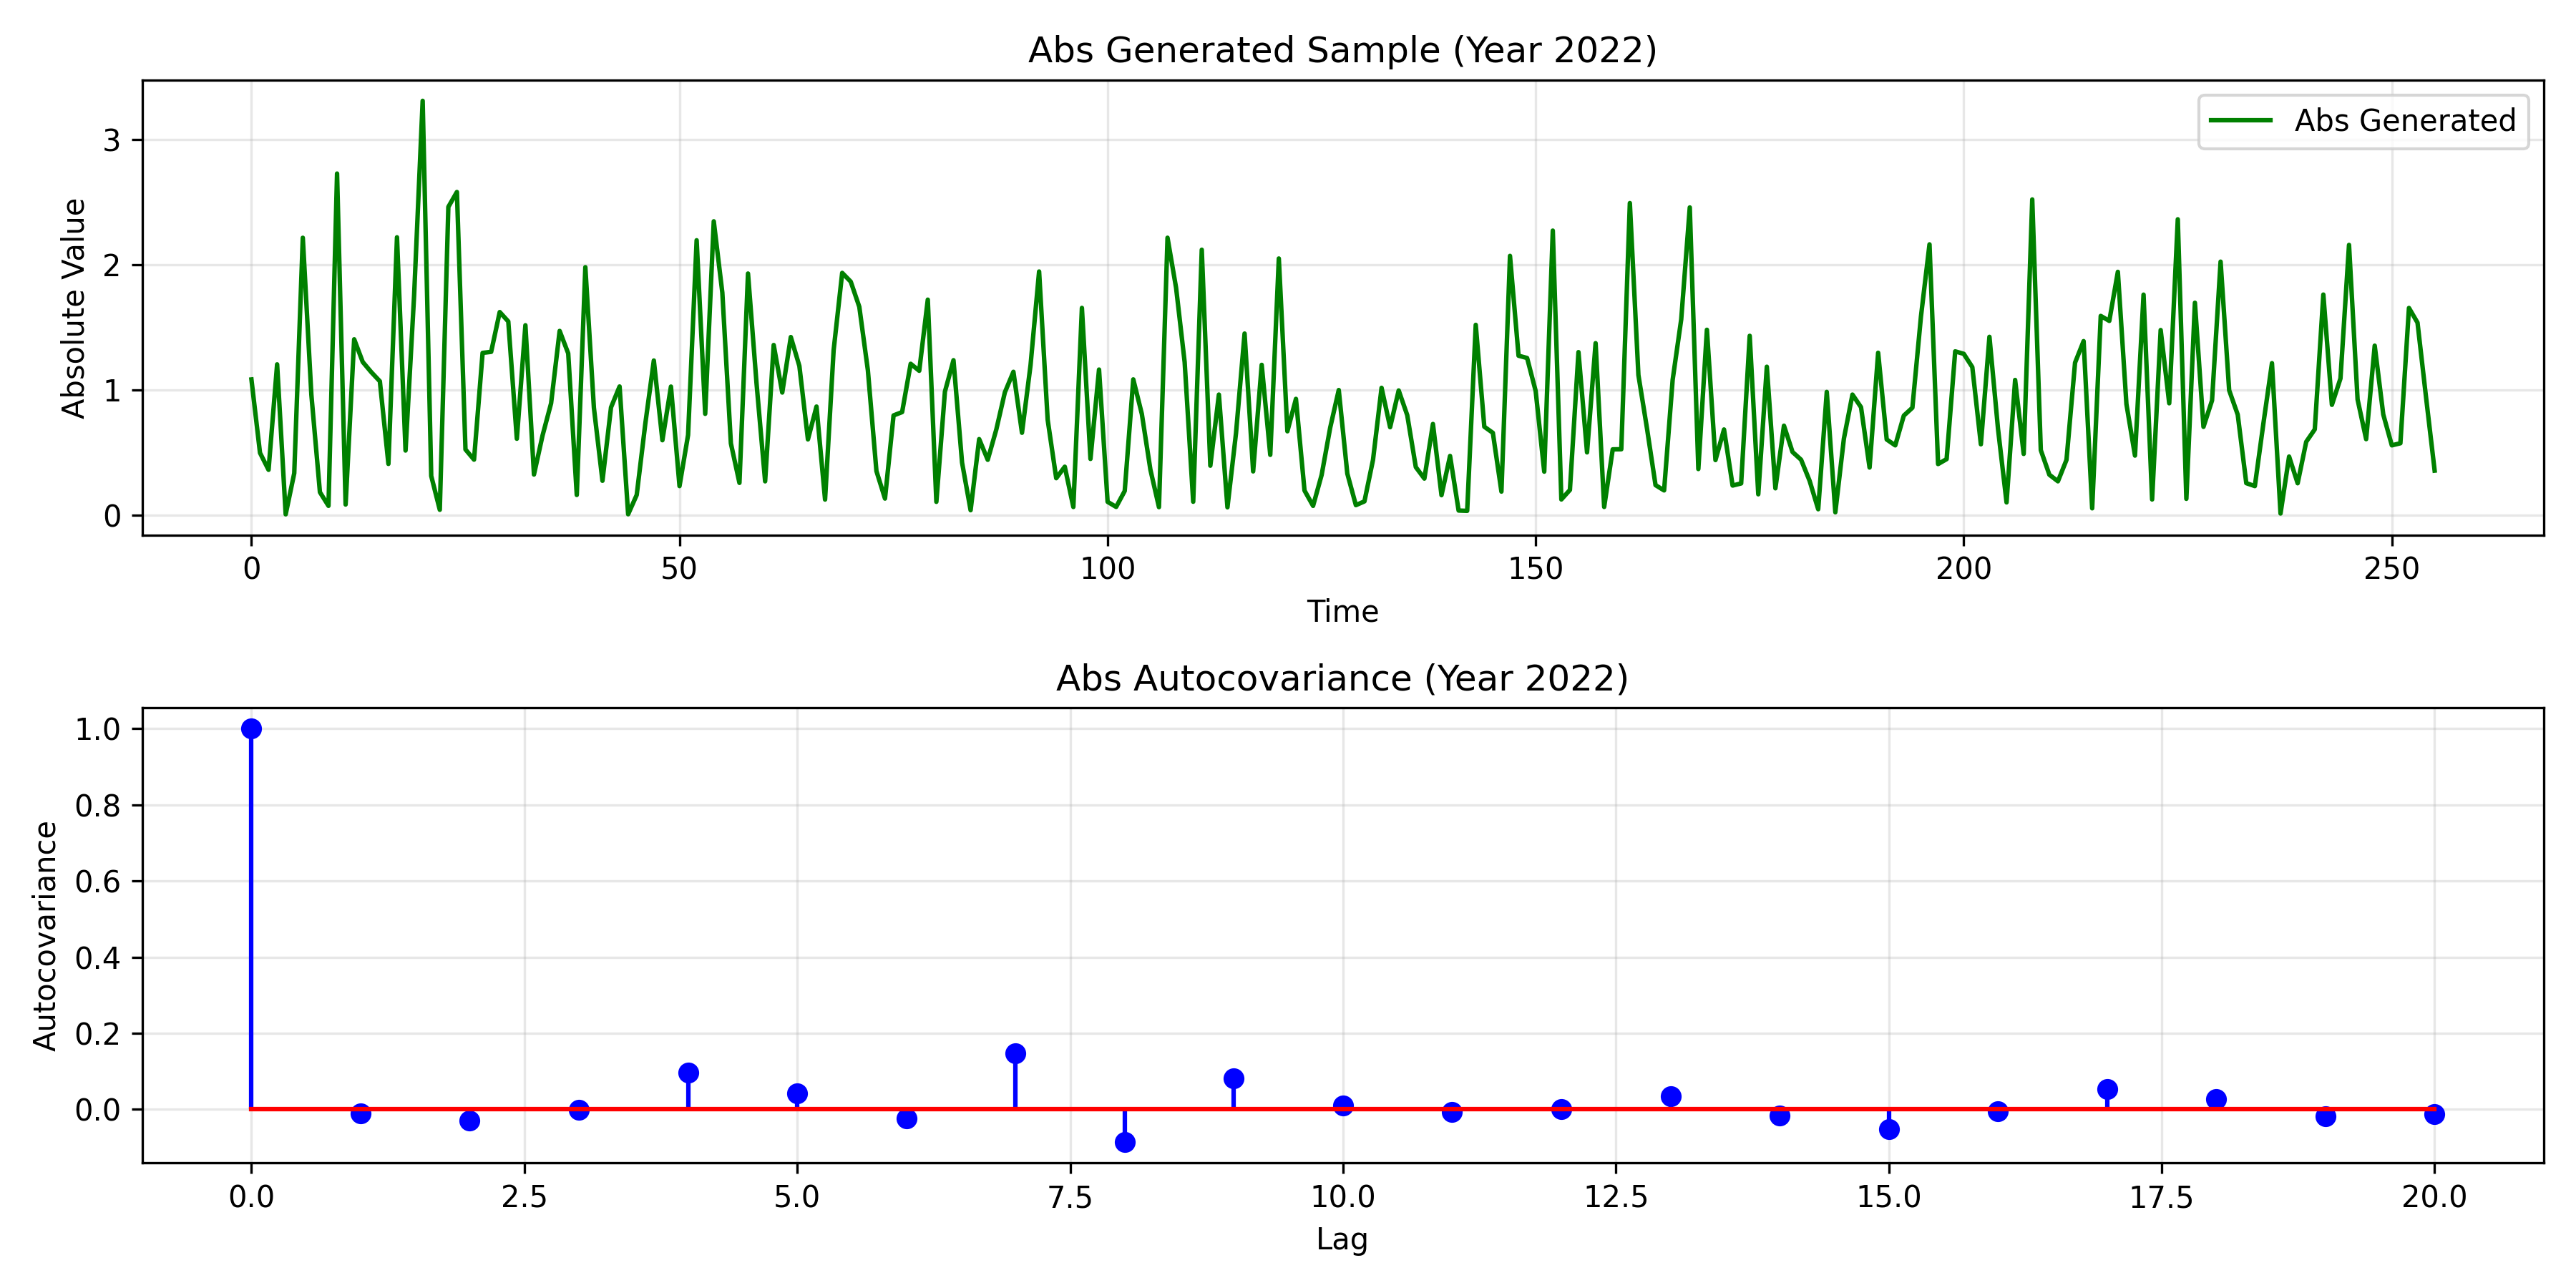 Abs Generated Sample (Year 2022)
Abs Generated
Absolute Value
3
2
1
0
0 50 100 150 200 250
Time
Abs Autocovariance (Year 2022)
Autocovariance
1.0
0.8
0.6
0.4
0.2
0.0
0.0 2.5 5.0 7.5 10.0 12.5 15.0 17.5 20.0
Lag